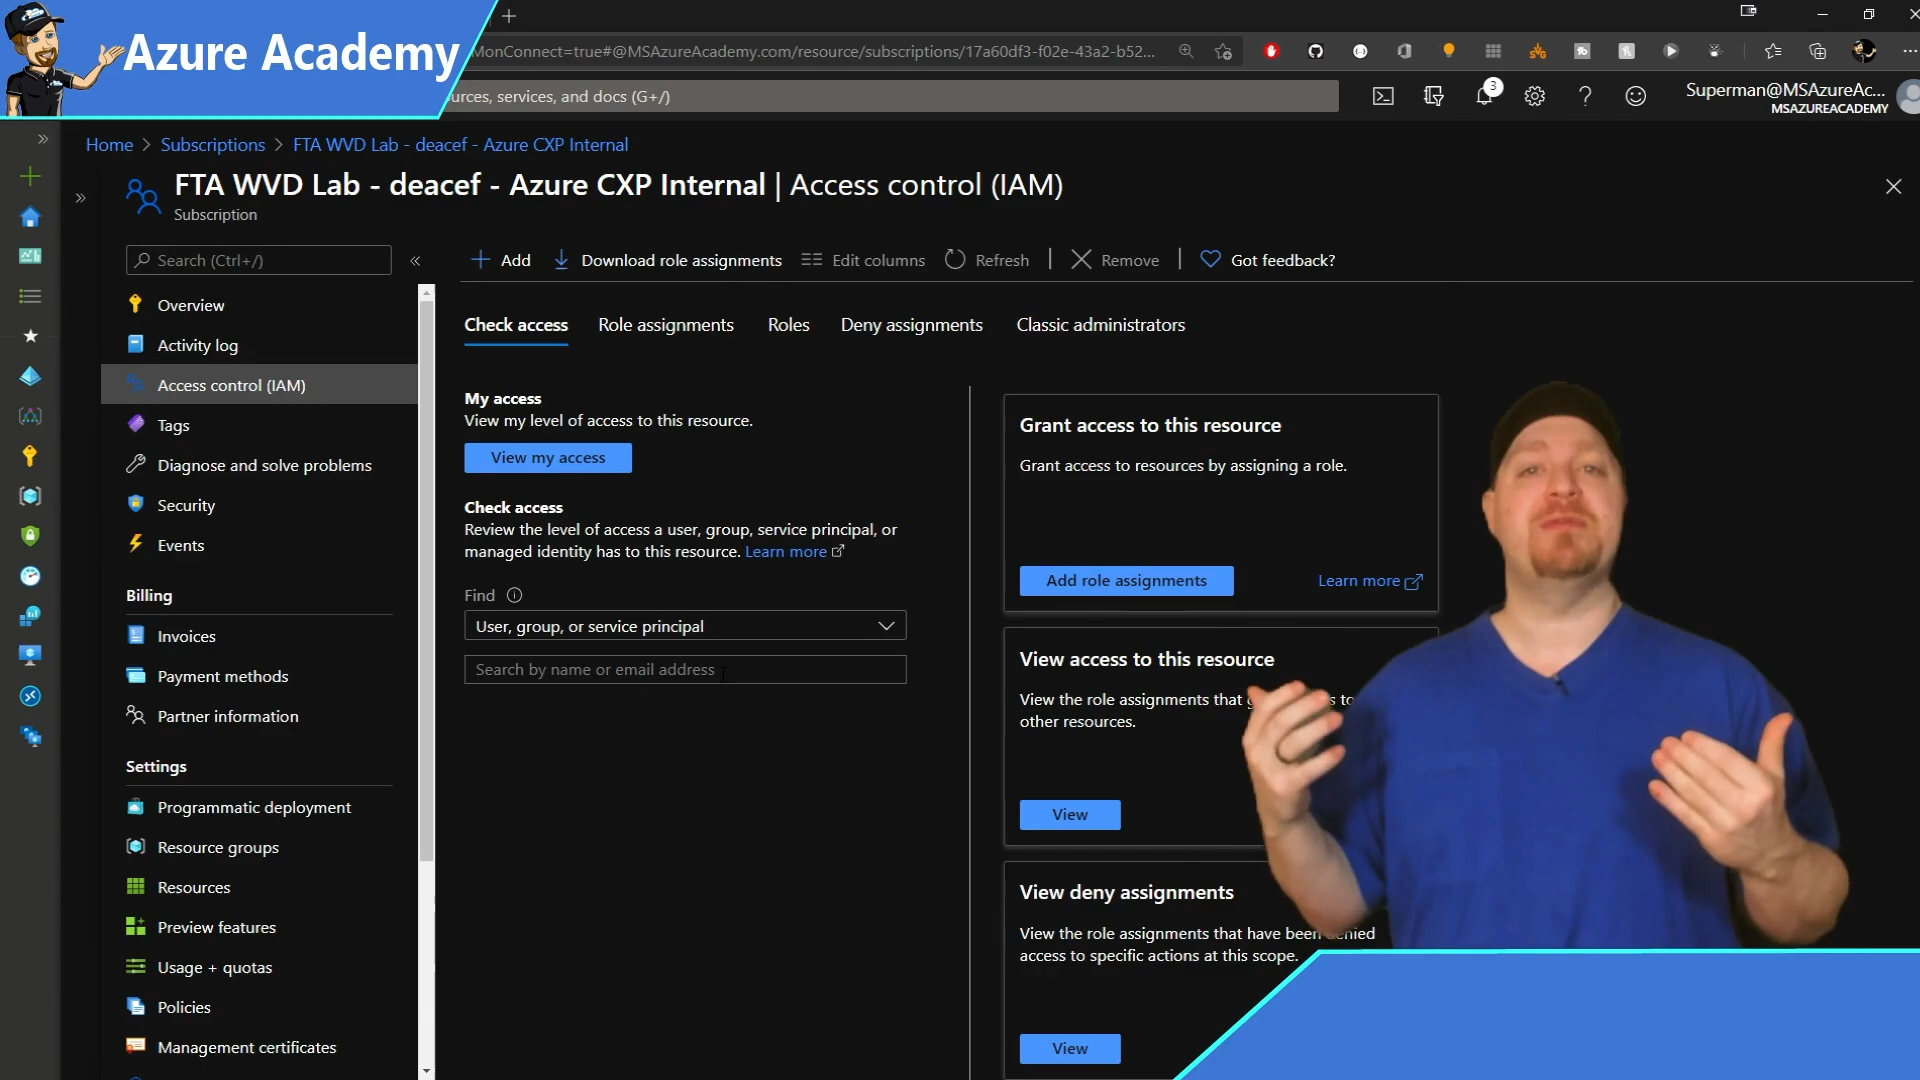 Azure Academy
MonConnect=true#@MSAzureAcademy.com/resource/subscriptions/17a60df3-f02e-43a2-b52...
urces, services, and docs (G+/)
3
Superman@MSAzureAc...
MSAZUREACADEMY
Home > Subscriptions > FTA WVD Lab - deacef - Azure CXP Internal
FTA WVD Lab - deacef - Azure CXP Internal | Access control (IAM)
Subscription
Search (Ctrl+/)
Add
Download role assignments
Edit columns
Refresh
Remove
Got feedback?
Overview
Activity log
Access control (IAM)
Tags
Diagnose and solve problems
Security
Events
Billing
Invoices
Payment methods
Partner information
Settings
Programmatic deployment
Resource groups
Resources
Preview features
Usage + quotas
Policies
Management certificates
Check access
Role assignments
Roles
Deny assignments
Classic administrators
My access
View my level of access to this resource.
View my access
Check access
Review the level of access a user, group, service principal, or
managed identity has to this resource. Learn more
Find
User, group, or service principal
Search by name or email address
Grant access to this resource
Grant access to resources by assigning a role.
Add role assignments
Learn more
View access to this resource
View the role assignments that g s to
other resources.
View
View deny assignments
View the role assignments that have been denied
access to specific actions at this scope.
View